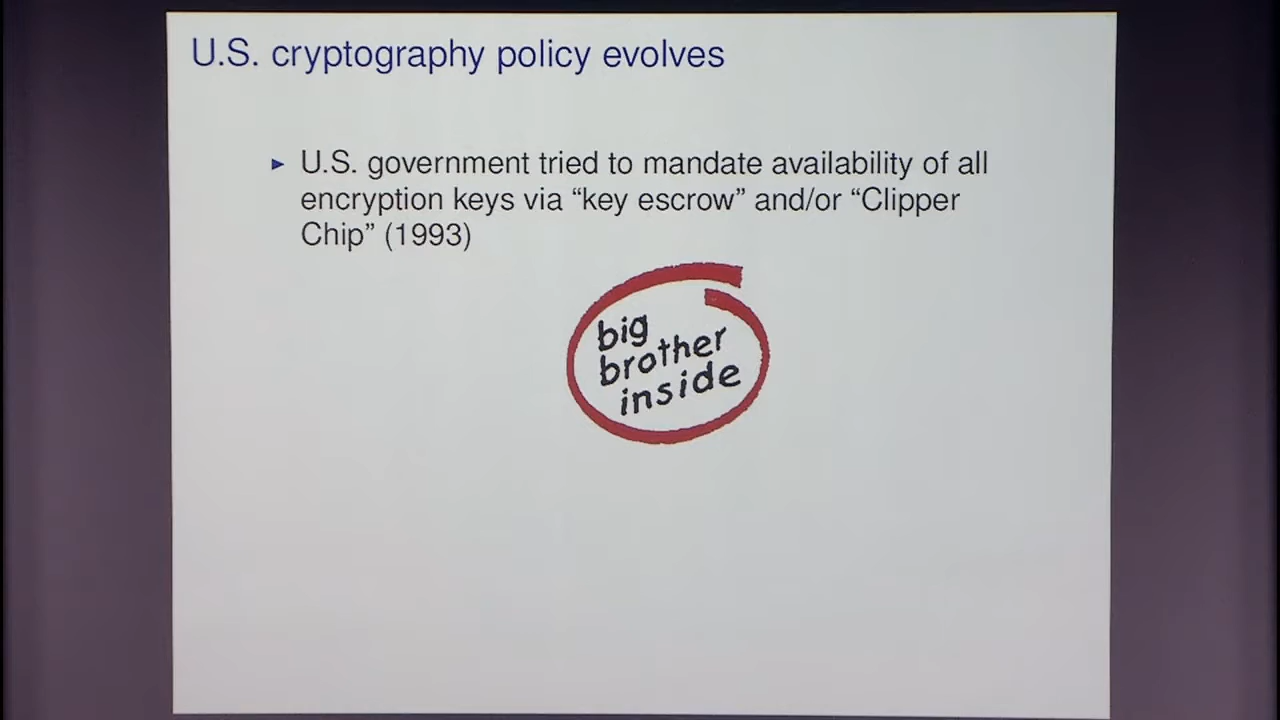 U.S. cryptography policy evolves
► U.S. government tried to mandate availability of all
encryption keys via “key escrow” and/or “Clipper
Chip” (1993)
big
brother
inside